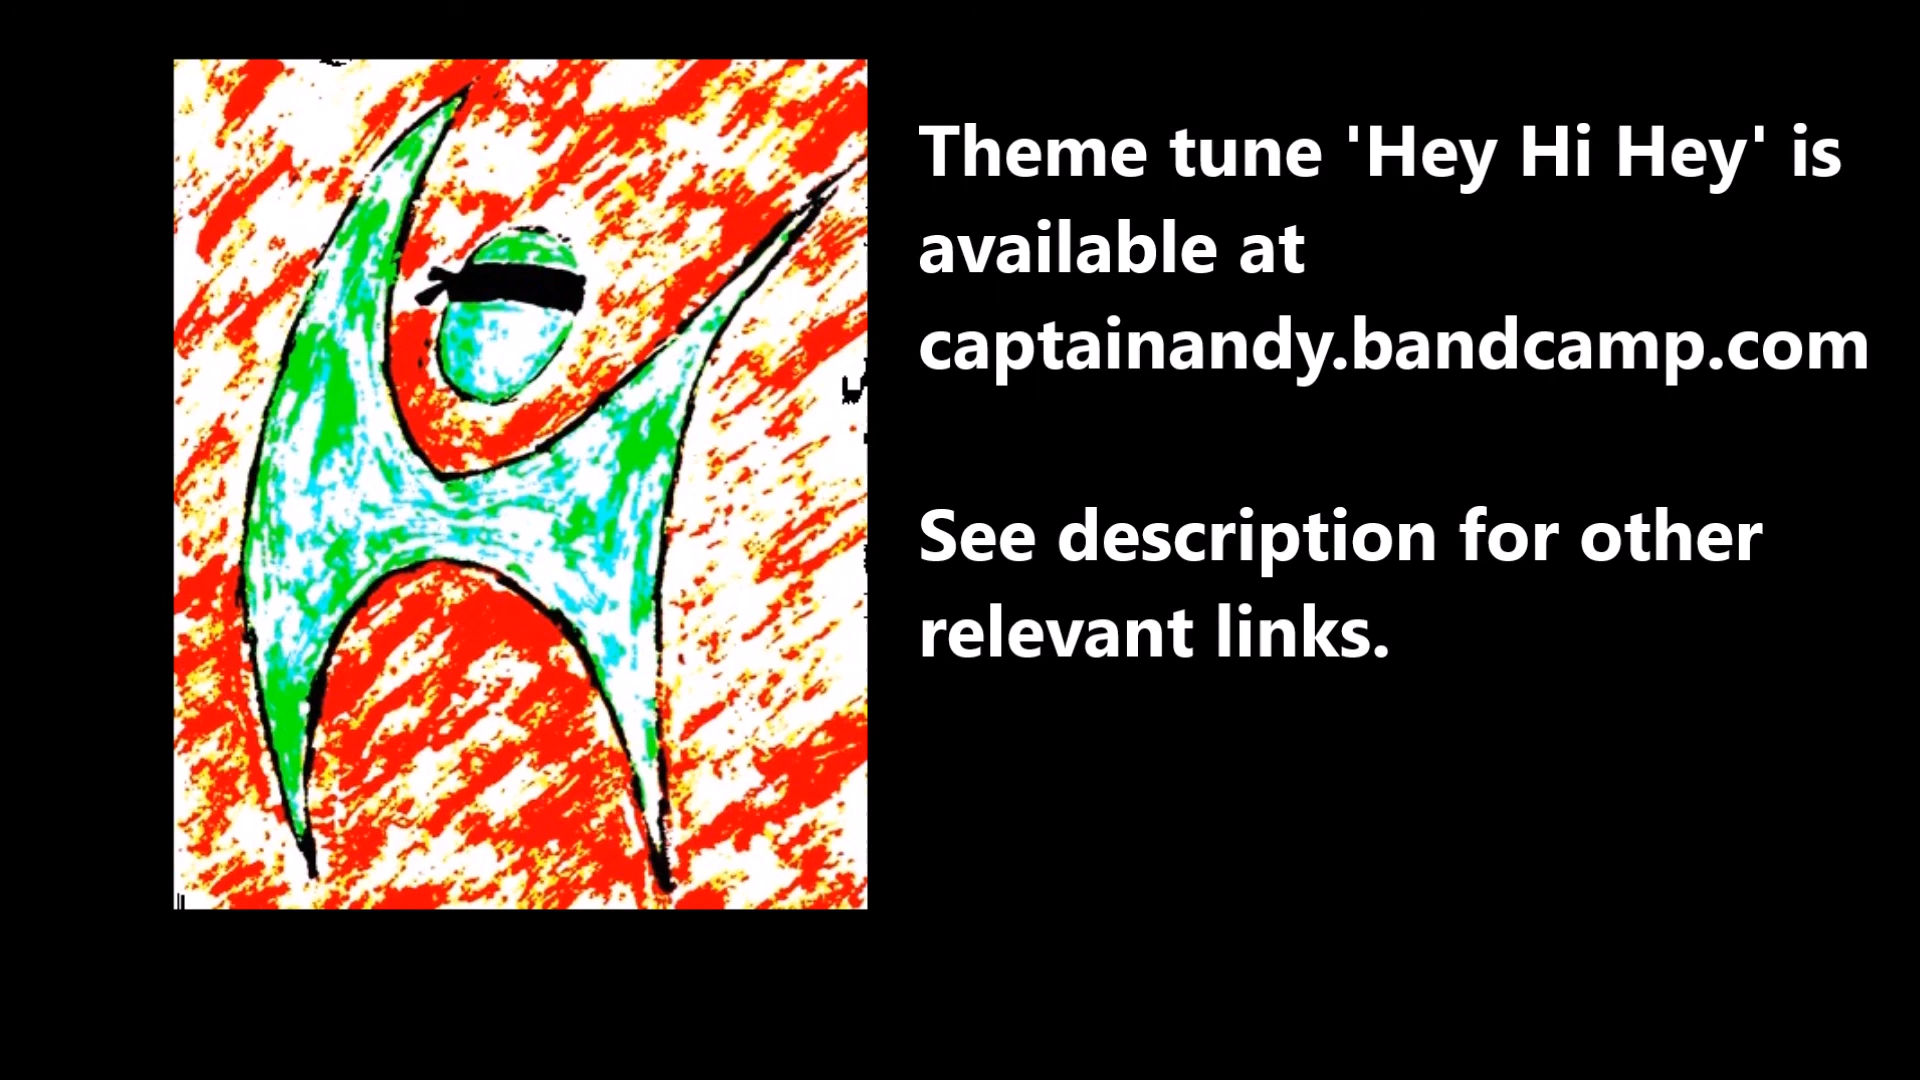 Theme tune 'Hey Hi Hey' is
available at
captainandy.bandcamp.com
See description for other
relevant links.